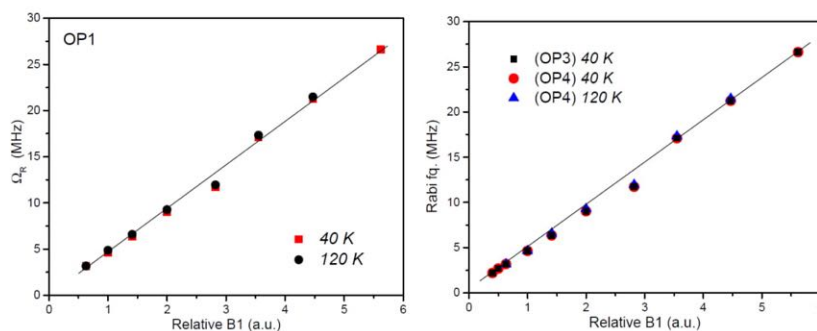 OP1
Ω_R (MHz)
30
25
20
15
10
5
0
40 K
120 K
0 1 2 3 4 5 6
Relative B1 (a.u.)
(OP3) 40 K
(OP4) 40 K
(OP4) 120 K
Rabi fq. (MHz)
30
25
20
15
10
5
0
0 1 2 3 4 5
Relative B1 (a.u.)